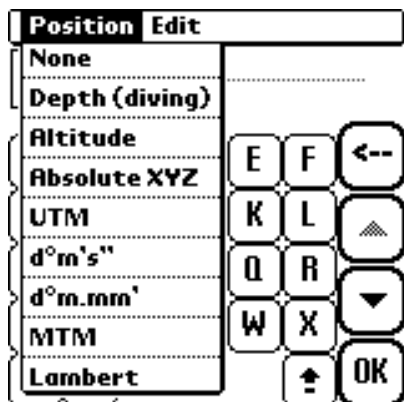 Position Edit
None
Depth (diving)
Altitude
Absolute XYZ
UTM
d°m's"
d°m.mm'
MTM
Lambert
E F <--
K L
Q R
W X
OK